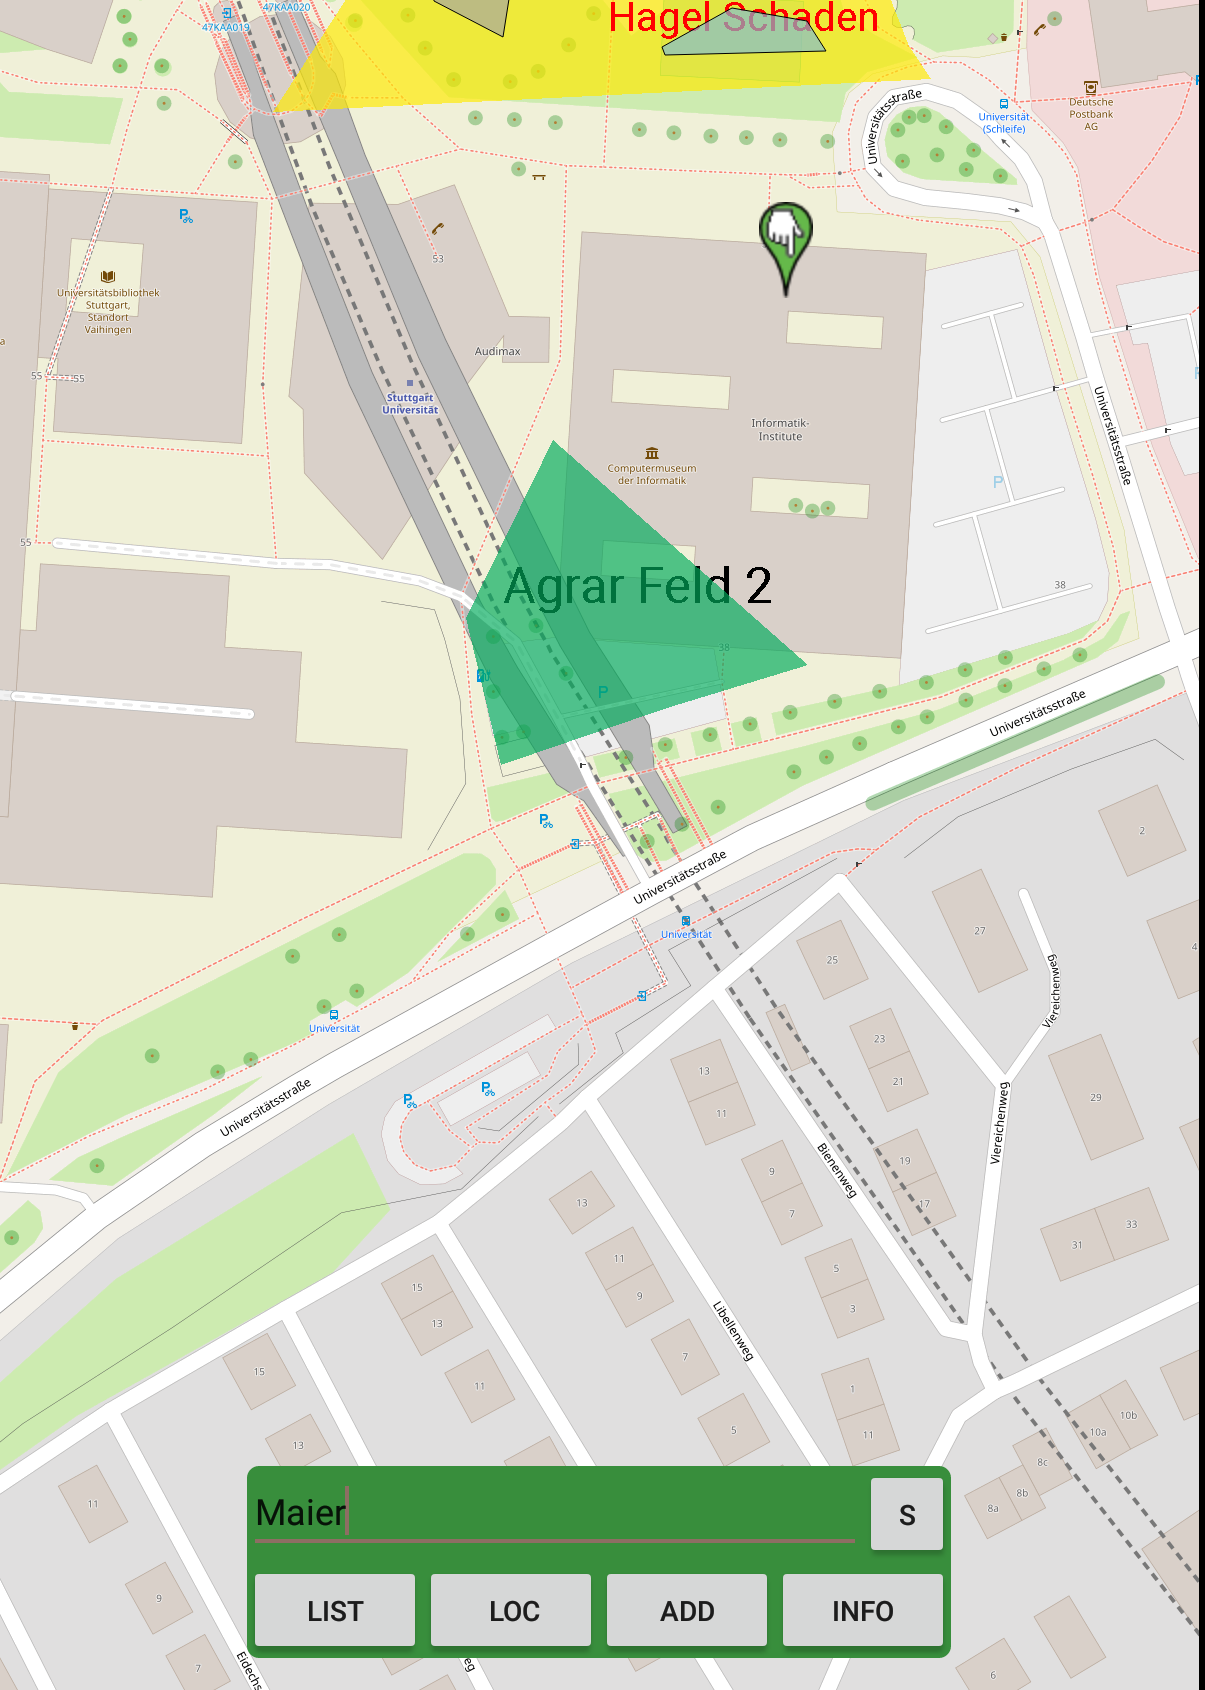 47KAA020
47KAA019
Hagel Schaden
Universitätsstraße
Universität
(Schleife)
Deutsche
Postbank
AG
53
Universitätsbibliothek
Stuttgart,
Standort
Vaihingen
55
55
Audimax
Stuttgart
Universität
Informatik-
Institute
Computermuseum
der Informatik
Universitätsstraße
P
55
38
Agrar Feld 2
38
P
Universitätsstraße
Universitätsstraße
Universität
2
27
25
4
Viereichenweg
Universität
23
21
13
11
29
Universitätsstraße
Viereichenweg
19
17
9
7
Bienenweg
13
33
31
11
9
5
3
15
13
Libellenweg
7
15
11
1
11
5
13
10b
10a
8c
8b
8a
11
Maier
S
LIST
LOC
ADD
INFO
9
7
6
Eidechs
eg